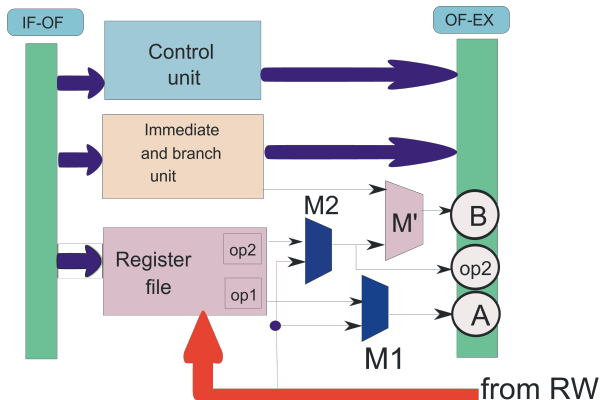 IF-OF
OF-EX
Control
unit
Immediate
and branch
unit
M2
M'
B
Register
file
op2
op2
op1
A
M1
from RW